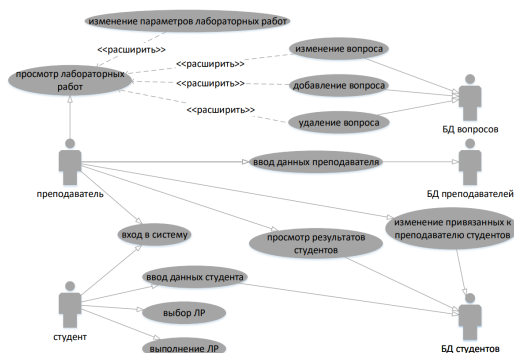 изменение параметров лабораторных работ
<<расширить>>
изменение вопроса
<<расширить>>
просмотр лабораторных
работ
<<расширить>>
добавление вопроса
<<расширить>>
удаление вопроса
БД вопросов
ввод данных преподавателя
преподаватель
БД преподавателей
изменение привязанных к
преподавателю студентов
вход в систему
просмотр результатов
студентов
ввод данных студента
выбор ЛР
студент
БД студентов
выполнение ЛР